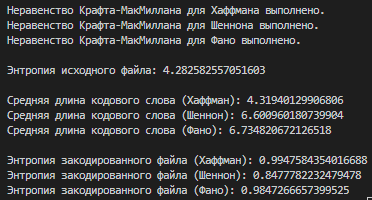 Неравенство Крафта-МакМиллана для Хаффмана выполнено.
Неравенство Крафта-МакМиллана для Шеннона выполнено.
Неравенство Крафта-МакМиллана для Фано выполнено.
Энтропия исходного файла: 4.282582557051603
Средняя длина кодового слова (Хаффман): 4.31940129906806
Средняя длина кодового слова (Шеннон): 6.600960180739904
Средняя длина кодового слова (Фано): 6.734820672126518
Энтропия закодированного файла (Хаффман): 0.9947584354016688
Энтропия закодированного файла (Шеннон): 0.8477782232479478
Энтропия закодированного файла (Фано): 0.9847266657399525